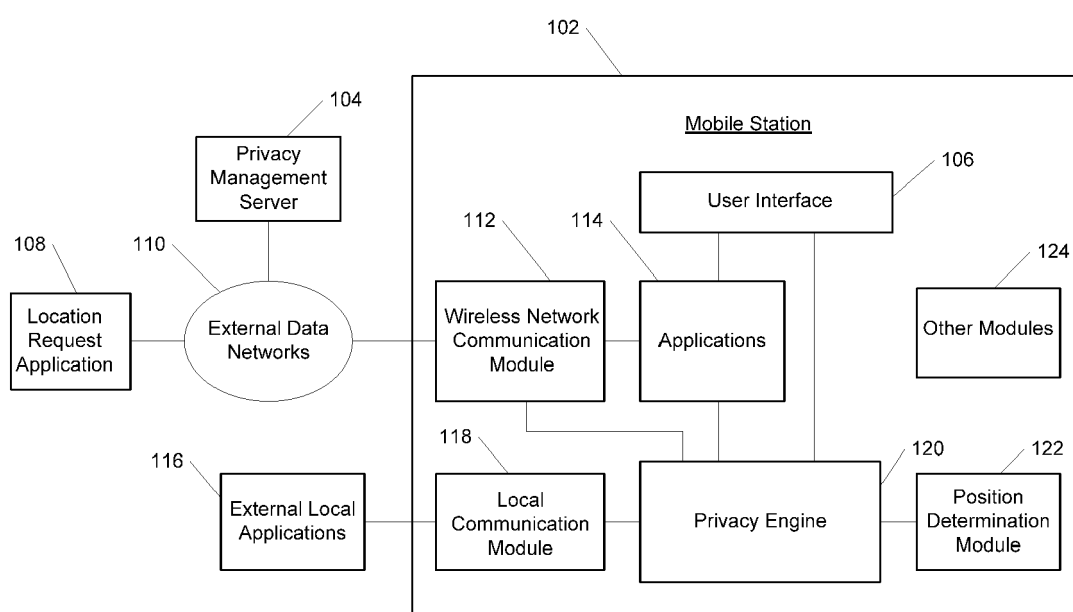 102
104
Mobile Station
Privacy
Management
Server
106
User Interface
112
114
108
110
124
Location
Request
Application
External Data
Networks
Wireless Network
Communication
Module
Applications
Other Modules
116
118
120
122
External Local
Applications
Local
Communication
Module
Privacy Engine
Position
Determination
Module